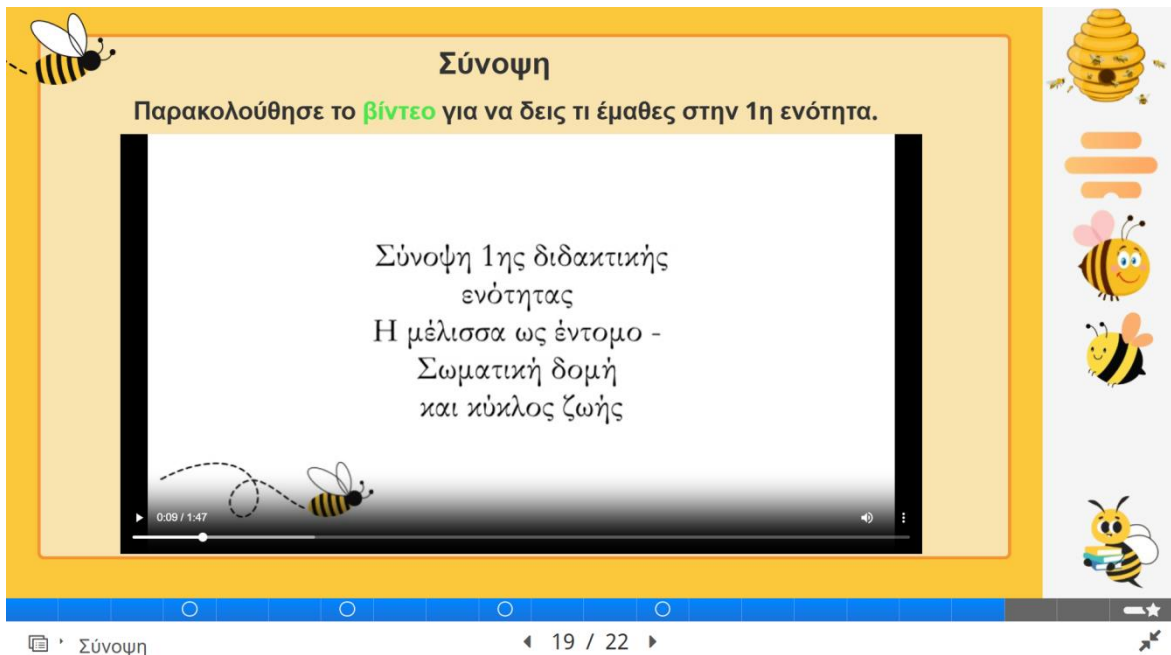 Σύνοψη
Παρακολούθησε το βίντεο για να δεις τι έμαθες στην 1η ενότητα.
Σύνοψη 1ης διδακτικής
ενότητας
Η μέλισσα ως έντομο -
Σωματική δομή
και κύκλος ζωής
0:09 / 1:47
Σύνοψη
19 / 22